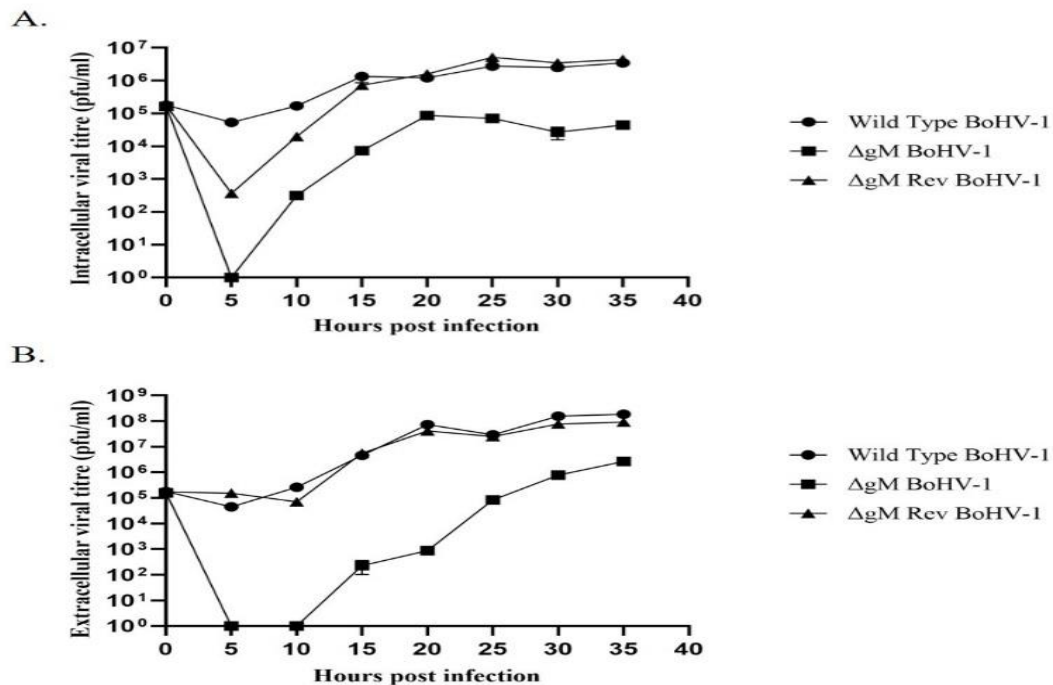 A.
Intracellular viral titre (pfu/ml)
10⁷
10⁶
10⁵
10⁴
10³
10²
10¹
10⁰
0 5 10 15 20 25 30 35 40
Hours post infection
Wild Type BoHV-1
ΔgM BoHV-1
ΔgM Rev BoHV-1
B.
Extracellular viral titre (pfu/ml)
10⁹
10⁸
10⁷
10⁶
10⁵
10⁴
10³
10²
10¹
10⁰
0 5 10 15 20 25 30 35 40
Hours post infection
Wild Type BoHV-1
ΔgM BoHV-1
ΔgM Rev BoHV-1